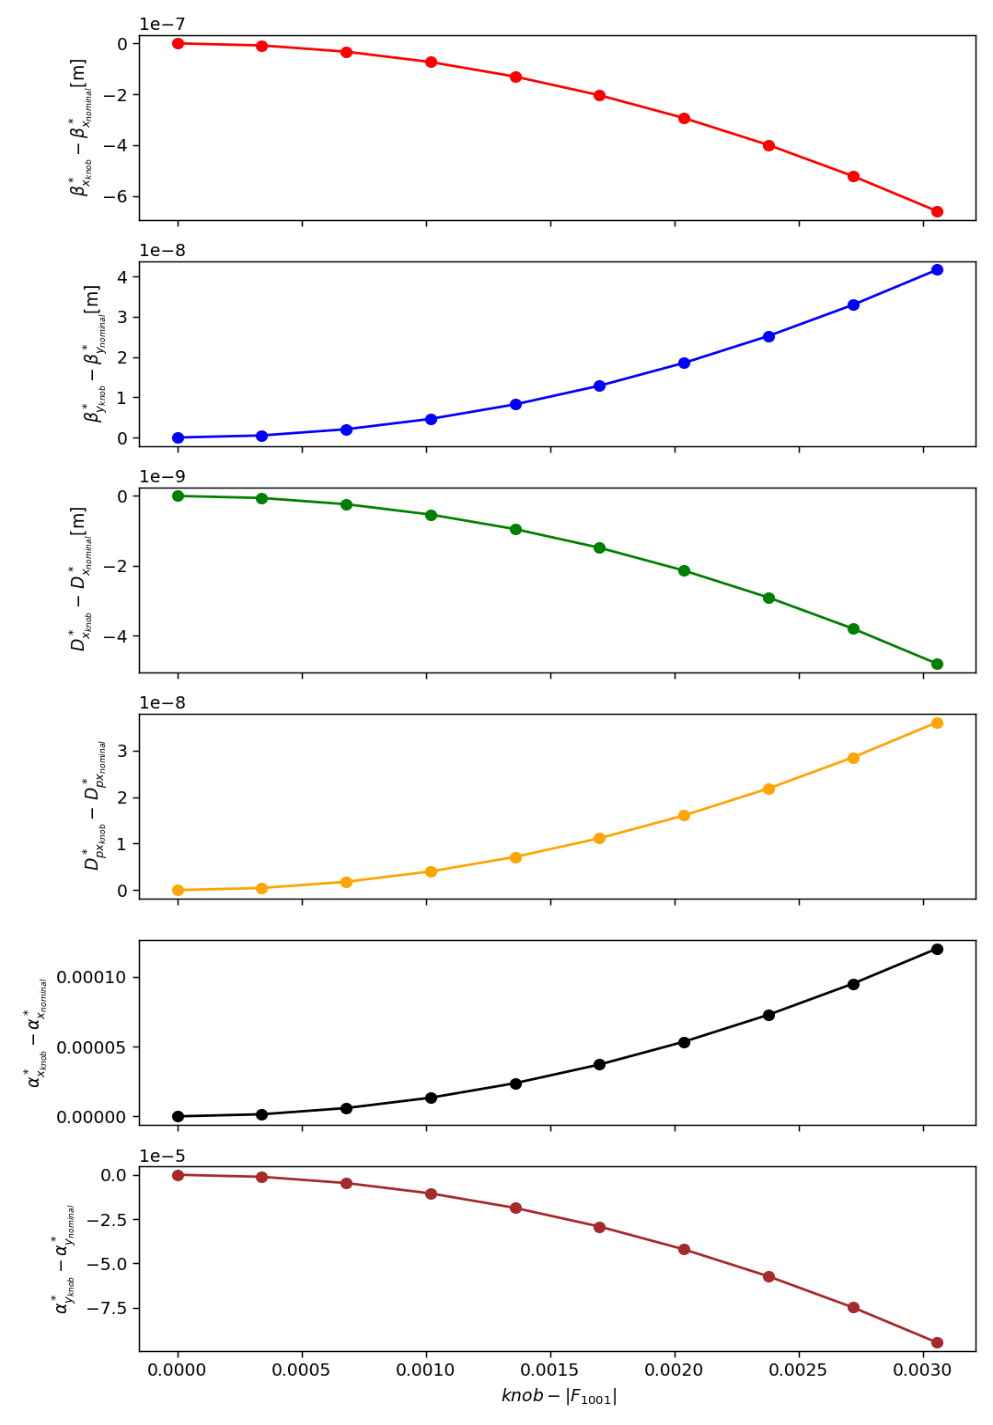 1e−7
0
−2
−4
−6
β*x_knob − β*x_nominal [m]
1e−8
4
3
2
1
0
β*y_knob − β*y_nominal [m]
1e−9
0
−2
−4
D*x_knob − D*x_nominal [m]
1e−8
3
2
1
0
D*px_knob − D*px_nominal
0.00010
0.00005
0.00000
α*x_knob − α*x_nominal
1e−5
0.0
−2.5
−5.0
−7.5
α*y_knob − α*y_nominal
0.0000 0.0005 0.0010 0.0015 0.0020 0.0025 0.0030
knob − |F₁₀₀₁|